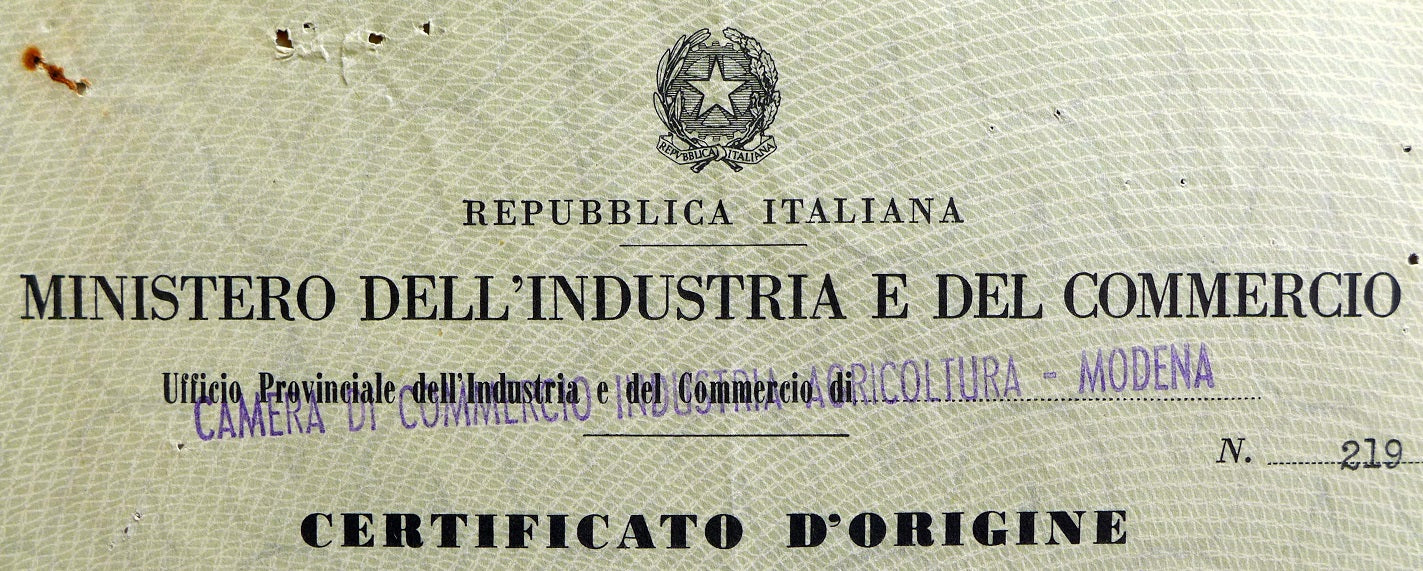 REPVBBLICA ITALIANA
REPUBBLICA ITALIANA
MINISTERO DELL'INDUSTRIA E DEL COMMERCIO
Ufficio Provinciale dell'Industria e del Commercio di
CAMERA DI COMMERCIO INDUSTRIA AGRICOLTURA - MODENA
N. 219
CERTIFICATO D'ORIGINE